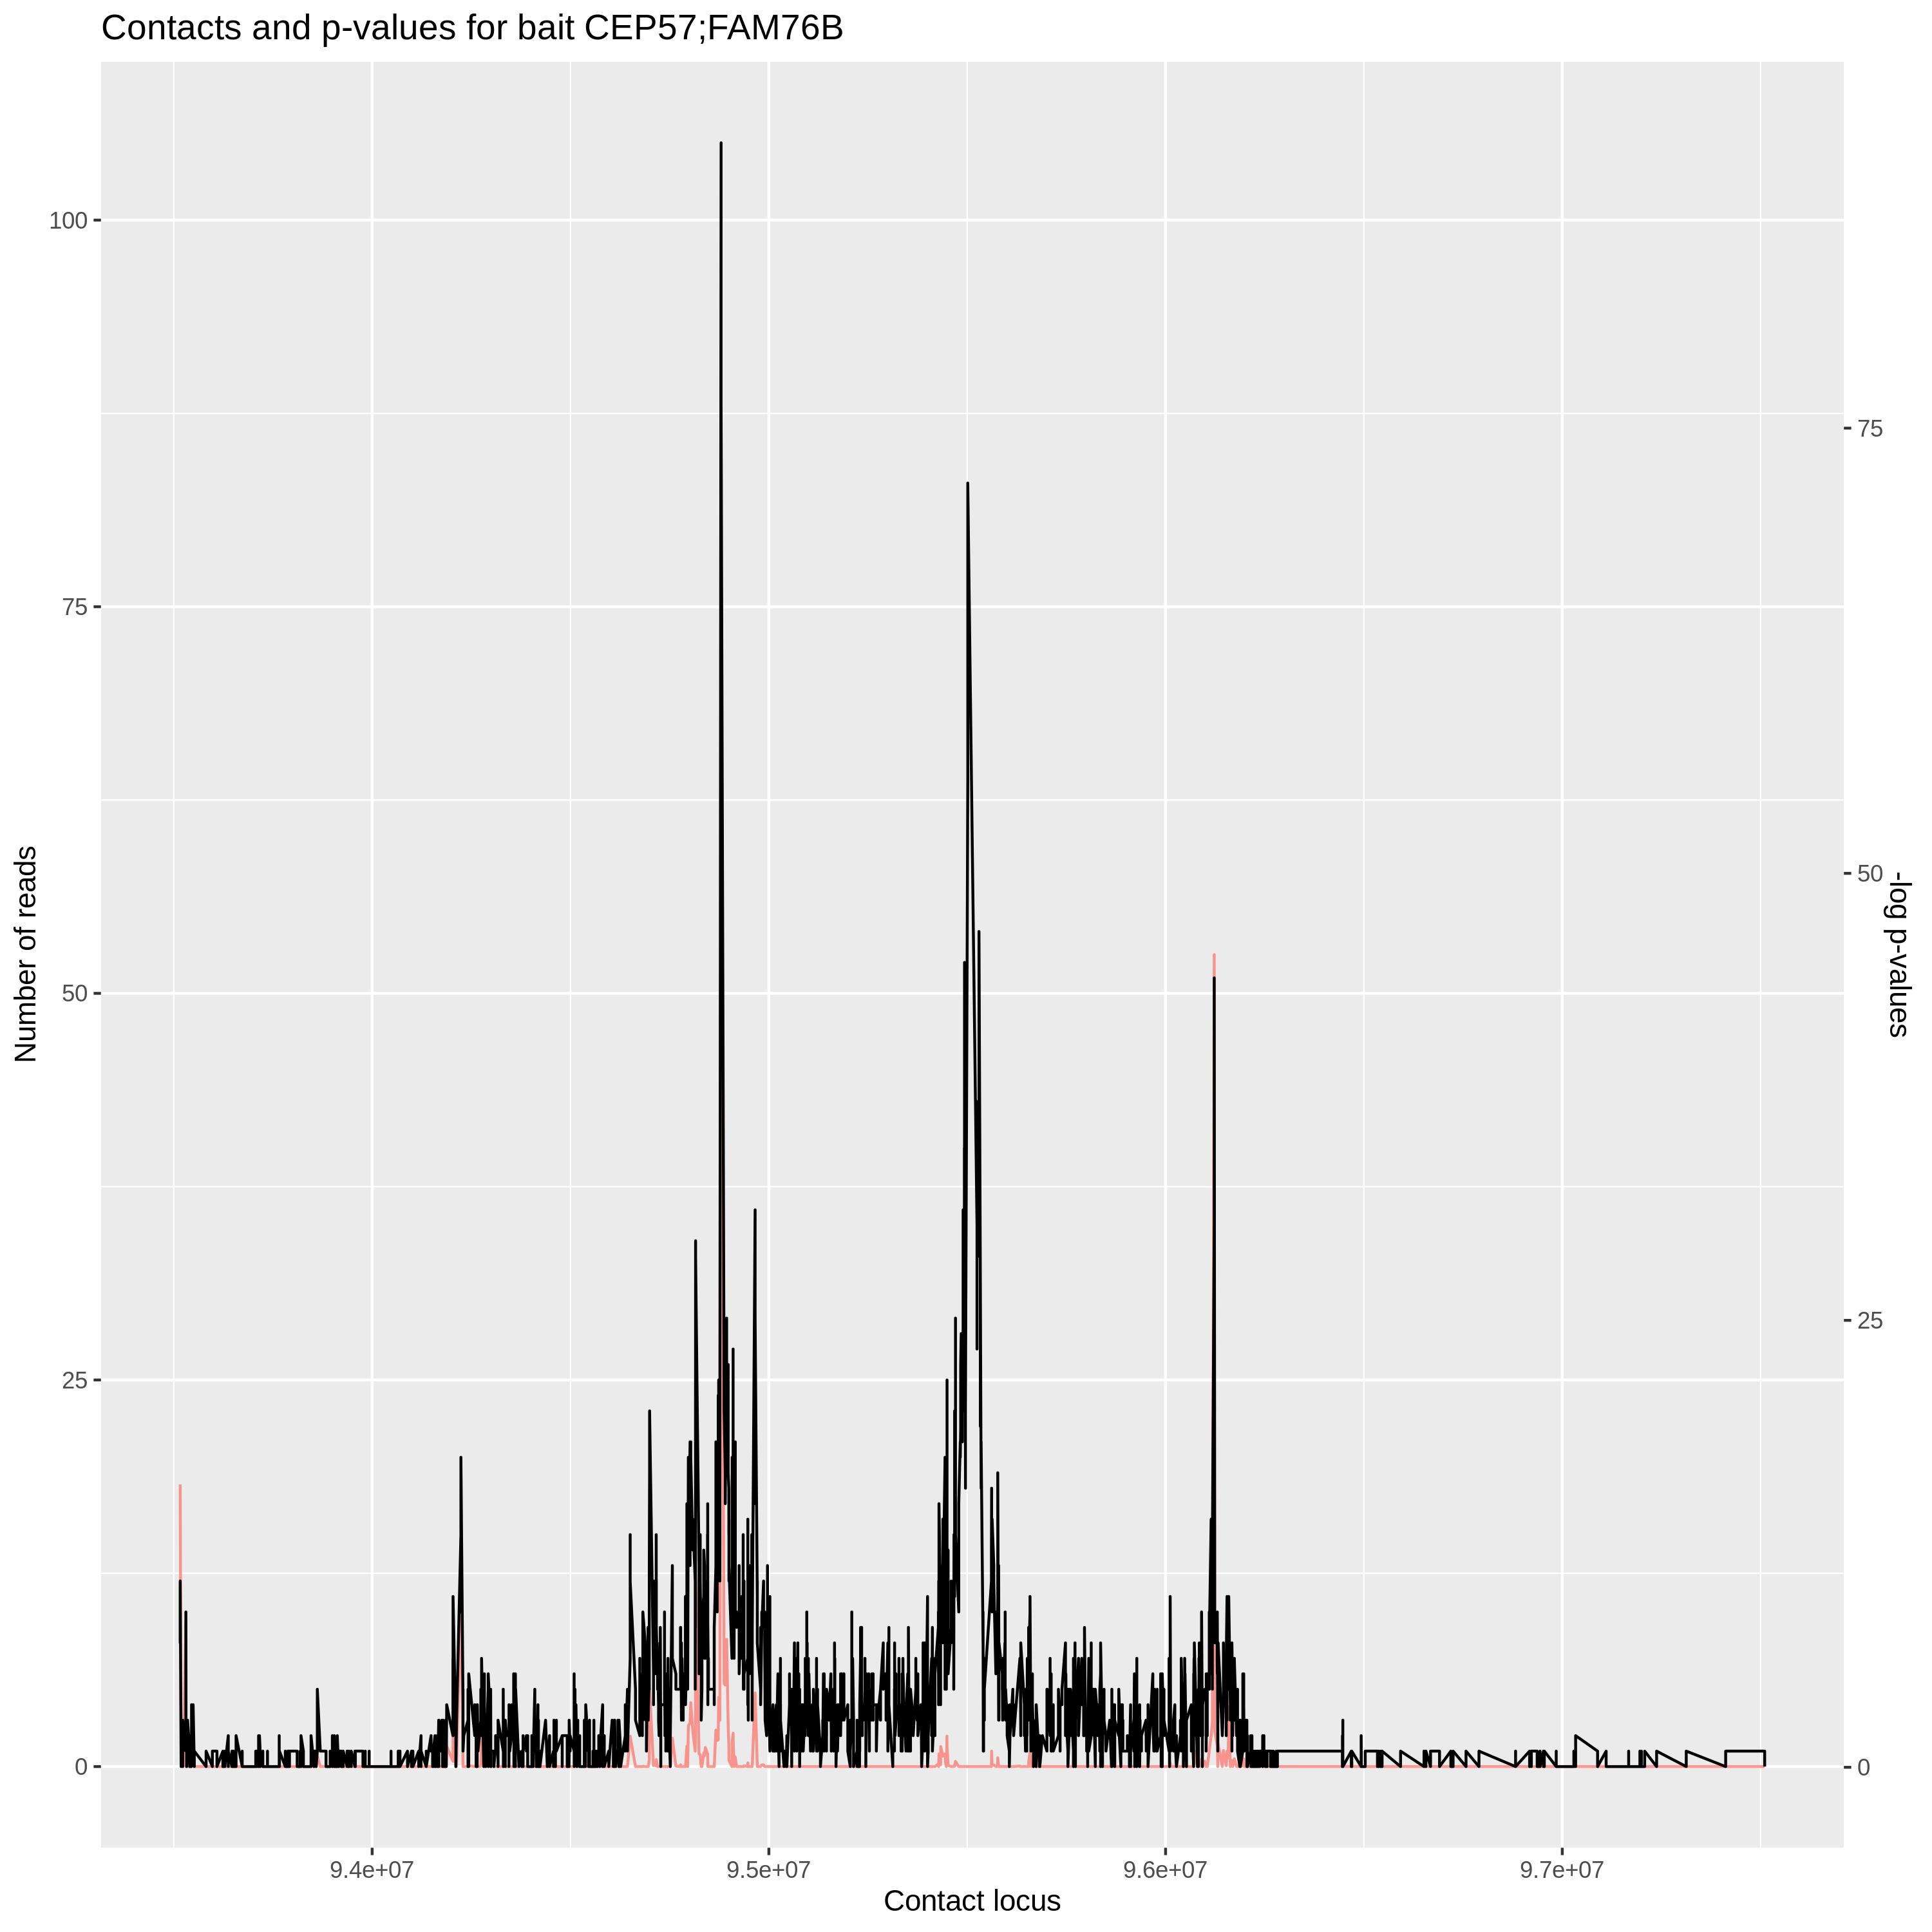 Contacts and p-values for bait CEP57;FAM76B
100
75
50
25
0
Number of reads
75
50
25
0
-log p-values
9.4e+07
9.5e+07
9.6e+07
9.7e+07
Contact locus